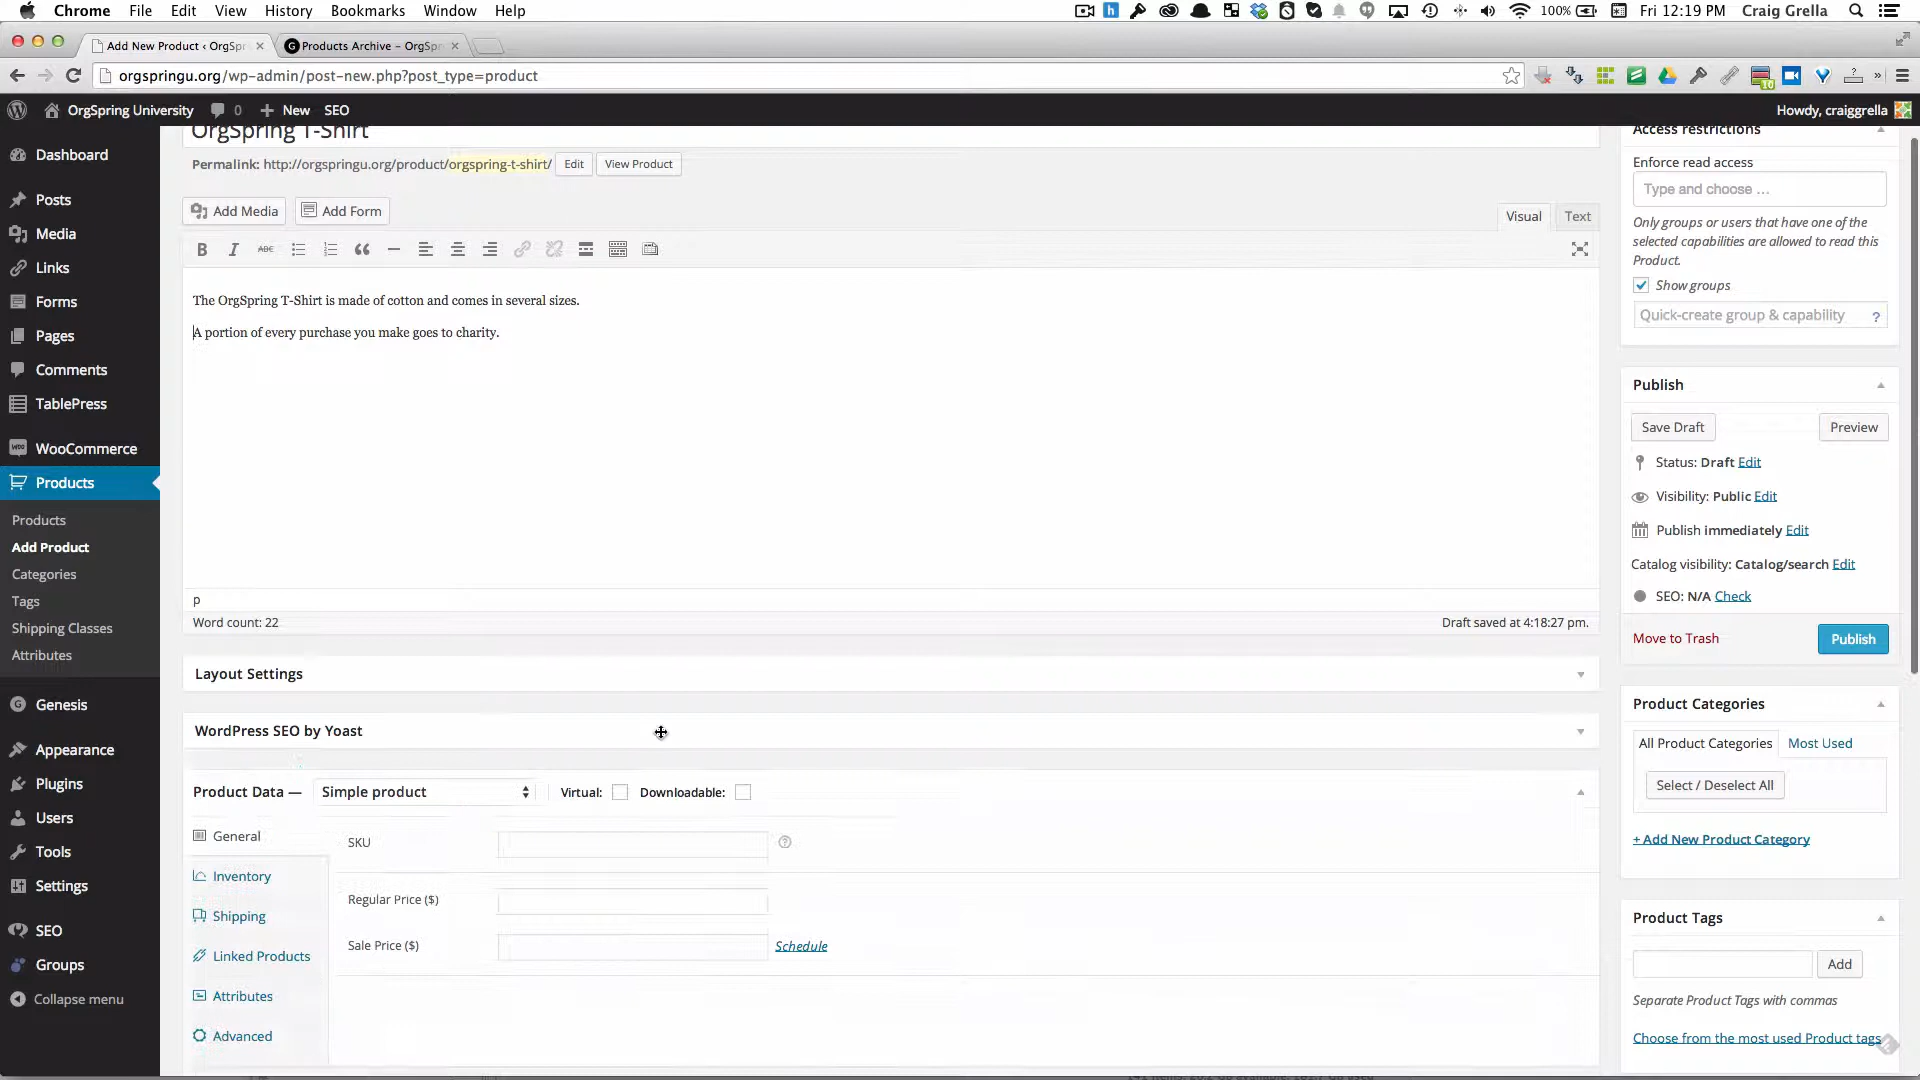 Chrome File Edit View History Bookmarks Window Help
100% Fri 12:19 PM Craig Grella
Add New Product ‹ OrgSpr
Products Archive – OrgSpr
orgspringu.org/wp-admin/post-new.php?post_type=product
OrgSpring University 0 New SEO
Howdy, craiggrella
Dashboard
Posts
Media
Links
Forms
Pages
Comments
TablePress
WooCommerce
Products
Products
Add Product
Categories
Tags
Shipping Classes
Attributes
Genesis
Appearance
Plugins
Users
Tools
Settings
SEO
Groups
Collapse menu
OrgSpring T-Shirt
Permalink: http://orgspringu.org/product/orgspring-t-shirt/ Edit View Product
Add Media Add Form
Visual Text
B I ABC
The OrgSpring T-Shirt is made of cotton and comes in several sizes.
A portion of every purchase you make goes to charity.
p
Word count: 22
Draft saved at 4:18:27 pm.
Layout Settings
WordPress SEO by Yoast
Product Data — Simple product Virtual: Downloadable:
General
Inventory
Shipping
Linked Products
Attributes
Advanced
SKU
Regular Price ($)
Sale Price ($) Schedule
Access restrictions
Enforce read access
Type and choose ...
Only groups or users that have one of the
selected capabilities are allowed to read this
Product.
Show groups
Quick-create group & capability ?
Publish
Save Draft Preview
Status: Draft Edit
Visibility: Public Edit
Publish immediately Edit
Catalog visibility: Catalog/search Edit
SEO: N/A Check
Move to Trash Publish
Product Categories
All Product Categories Most Used
Select / Deselect All
+ Add New Product Category
Product Tags
Add
Separate Product Tags with commas
Choose from the most used Product tags